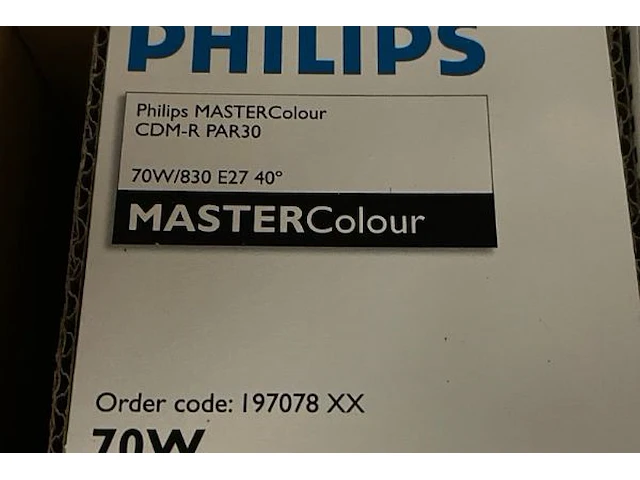 PHILIPS
Philips MASTERColour
CDM-R PAR30
70W/830 E27 40°
MASTERColour
Order code: 197078 XX
70W